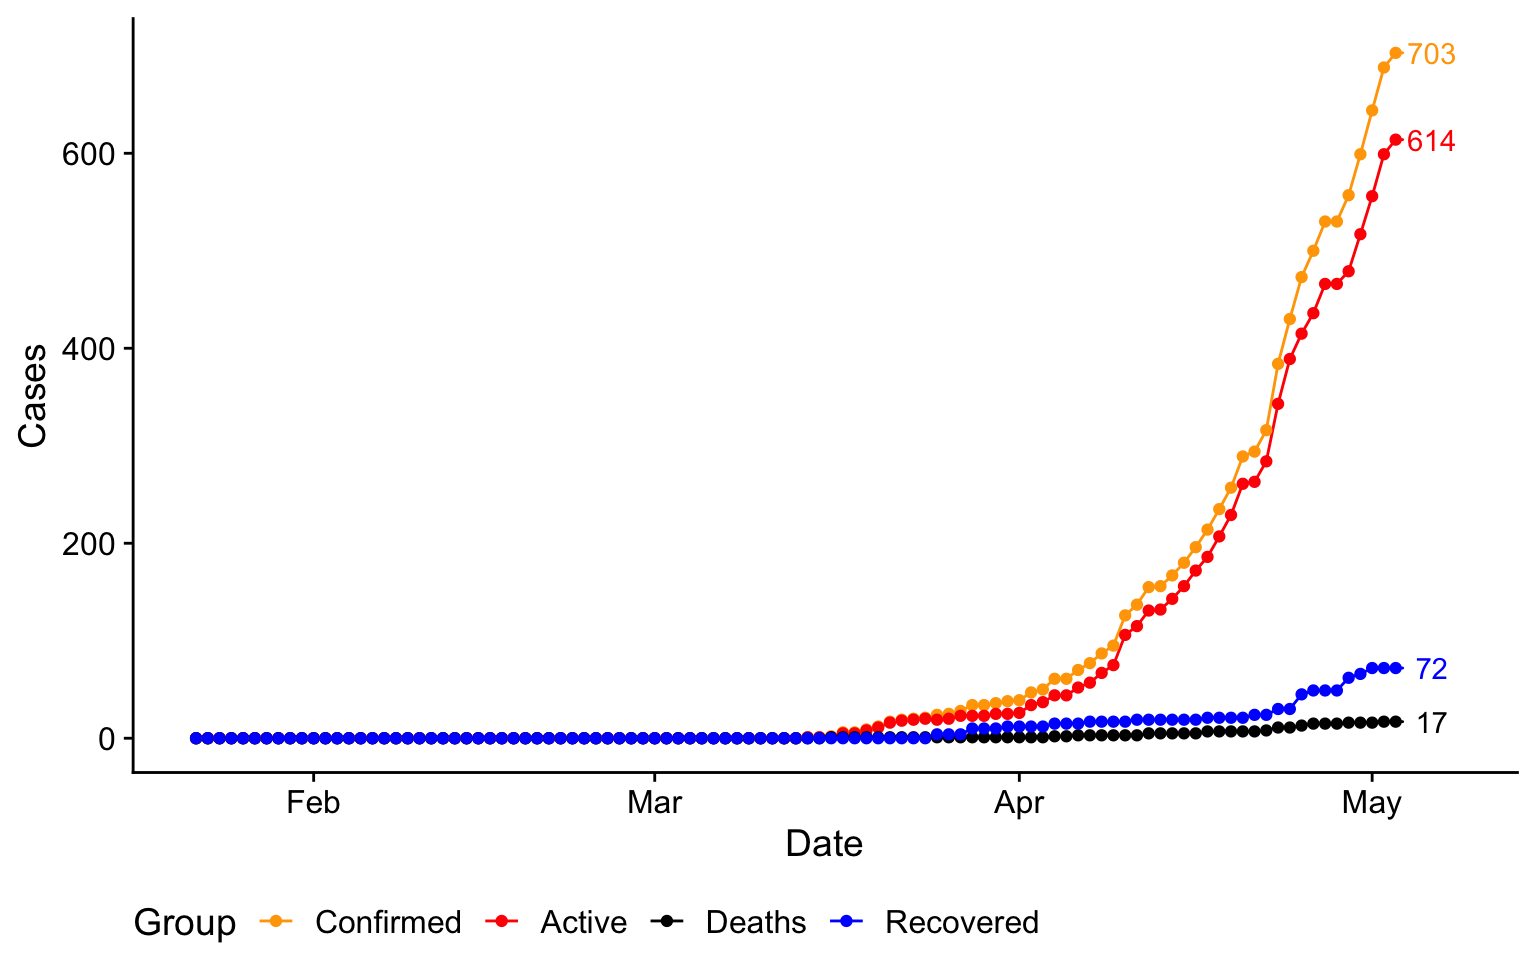 703
614
600
400
200
0
72
17
Cases
Feb Mar Apr May
Date
Group Confirmed Active Deaths Recovered